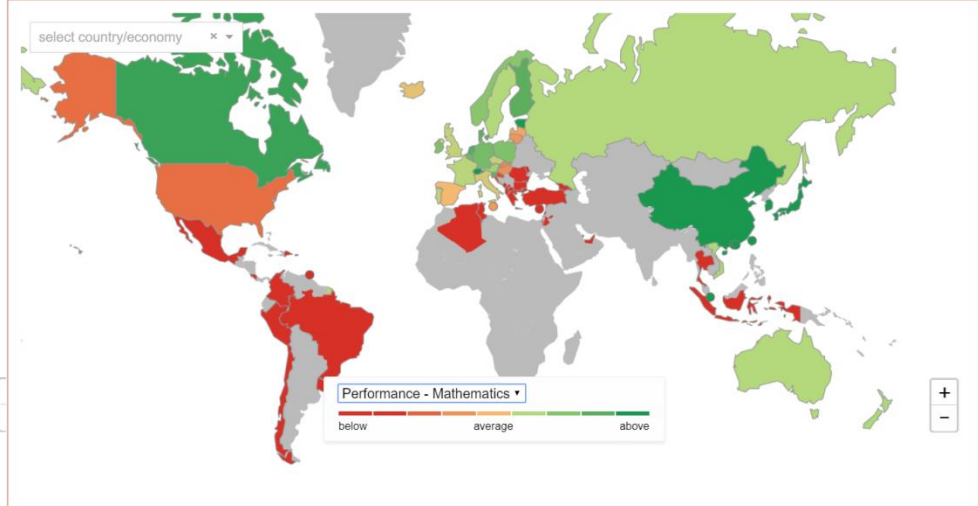 select country/economy ×
Performance - Mathematics
below average above
+
−